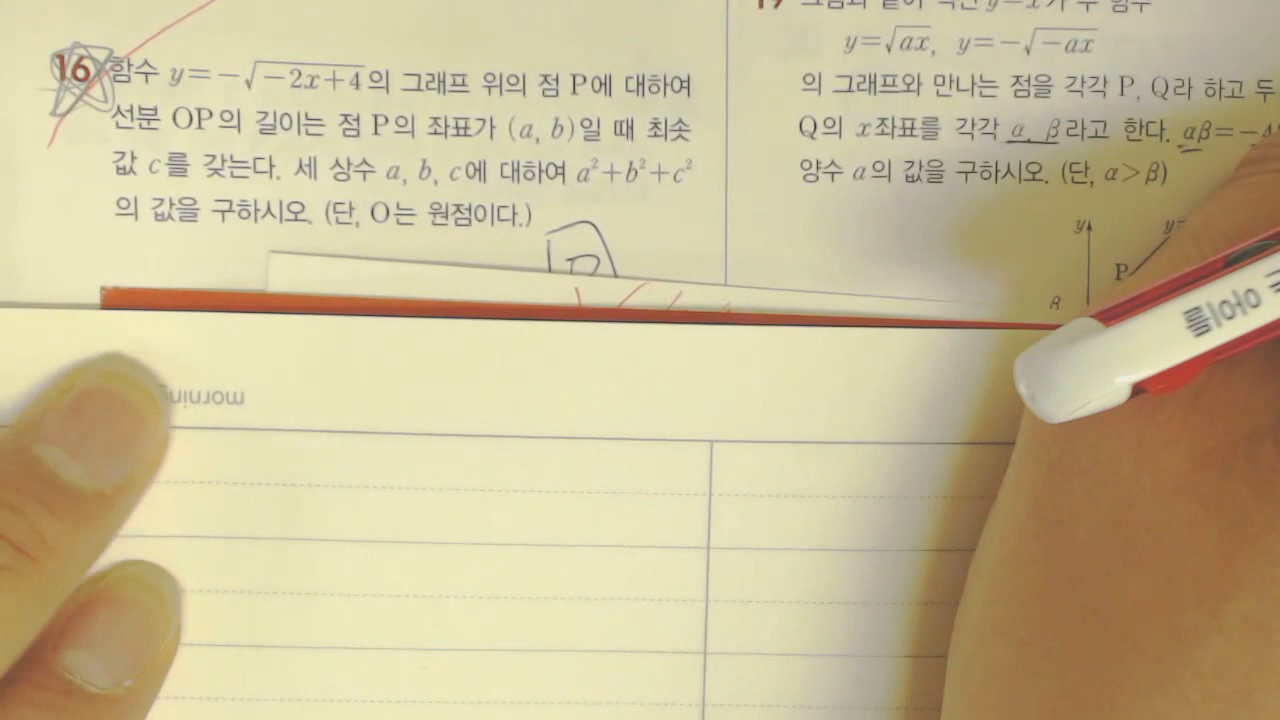 16 함수 y=-√-2x+4의 그래프 위의 점 P에 대하여
선분 OP의 길이는 점 P의 좌표가 (a, b)일 때 최솟
값 c를 갖는다. 세 상수 a, b, c에 대하여 a²+b²+c²
의 값을 구하시오. (단, O는 원점이다.)
y=√ax, y=-√-ax
의 그래프와 만나는 점을 각각 P, Q라 하고 두
Q의 x좌표를 각각 α, β라고 한다. αβ=-4
양수 a의 값을 구하시오. (단, α>β)
y
y=
P
morning
아이를